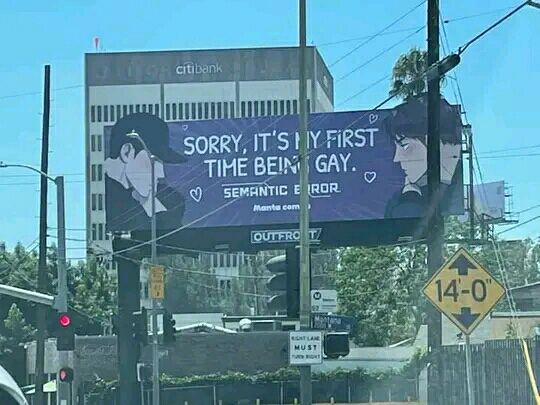 citibank
SORRY, IT'S MY FIRST
TIME BEING GAY.
SEMANTIC ERROR
Manta comics
OUTFRONT
14-0"
RIGHT LANE
MUST
TURN RIGHT